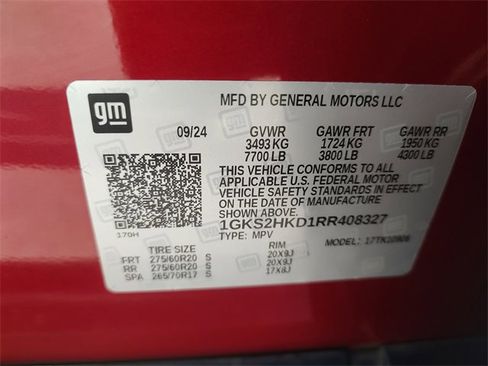 gm
MFD BY GENERAL MOTORS LLC
09/24 GVWR GAWR FRT GAWR RR
3493 KG 1724 KG 1950 KG
7700 LB 3800 LB 4300 LB
THIS VEHICLE CONFORMS TO ALL
APPLICABLE U.S. FEDERAL MOTOR
VEHICLE SAFETY STANDARDS IN EFFECT
ON THE DATE OF MANUFACTURE SHOWN ABOVE.
1GKS2HKD1RR408327
170H TYPE: MPV MODEL: 17TK10906
TIRE SIZE RIM
FRT 275/60R20 S 20X9J
RR 275/60R20 S 20X9J
SPA 265/70R17 S 17X8J